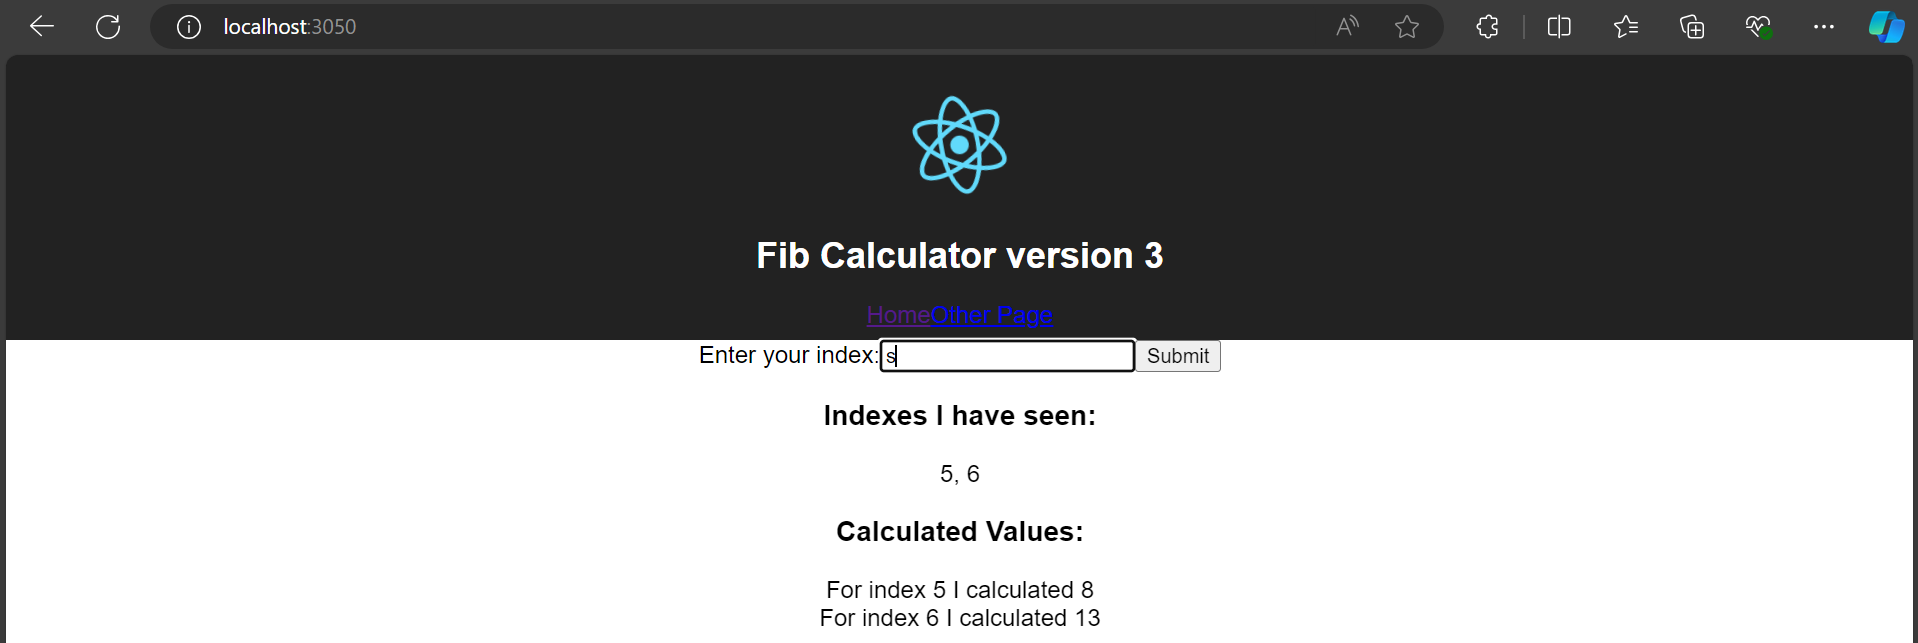 localhost:3050
Fib Calculator version 3
HomeOther Page
Enter your index:s Submit
Indexes I have seen:
5, 6
Calculated Values:
For index 5 I calculated 8
For index 6 I calculated 13